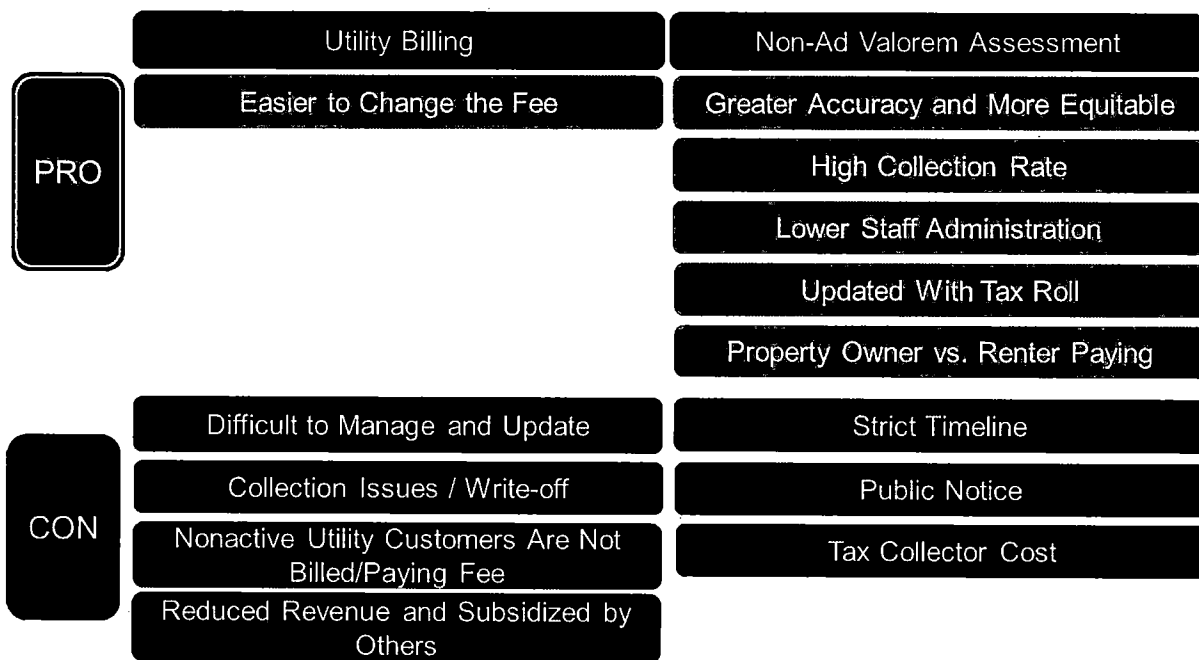 Utility Billing
Non-Ad Valorem Assessment
PRO
Easier to Change the Fee
Greater Accuracy and More Equitable
High Collection Rate
Lower Staff Administration
Updated With Tax Roll
Property Owner vs. Renter Paying
CON
Difficult to Manage and Update
Strict Timeline
Collection Issues / Write-off
Public Notice
Nonactive Utility Customers Are Not
Billed/Paying Fee
Tax Collector Cost
Reduced Revenue and Subsidized by
Others